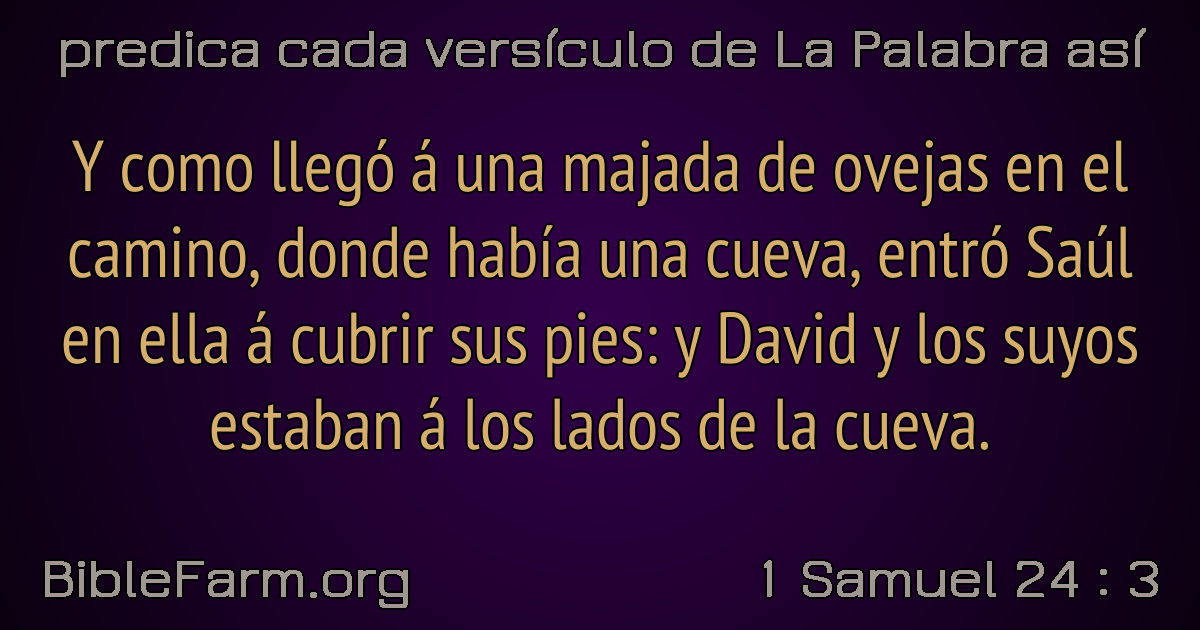 predica cada versículo de La Palabra así
Y como llegó á una majada de ovejas en el
camino, donde había una cueva, entró Saúl
en ella á cubrir sus pies: y David y los suyos
estaban á los lados de la cueva.
BibleFarm.org
1 Samuel 24 : 3